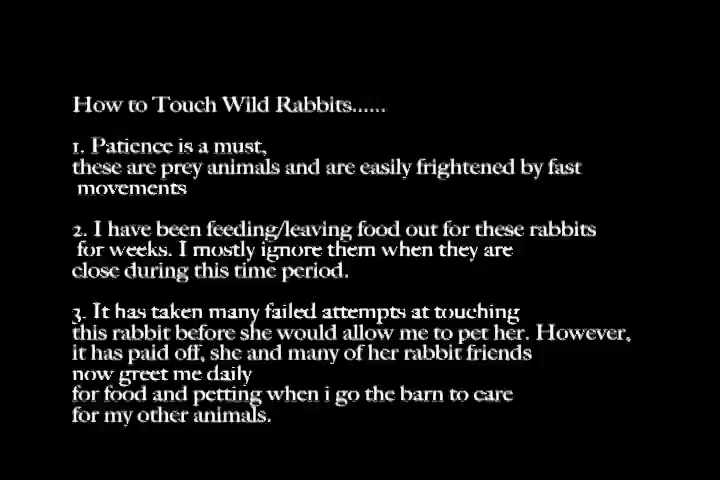 How to Touch Wild Rabbits......
1. Patience is a must,
these are prey animals and are easily frightened by fast
movements
2. I have been feeding/leaving food out for these rabbits
for weeks. I mostly ignore them when they are
close during this time period.
3. It has taken many failed attempts at touching
this rabbit before she would allow me to pet her. However,
it has paid off, she and many of her rabbit friends
now greet me daily
for food and petting when i go the barn to care
for my other animals.